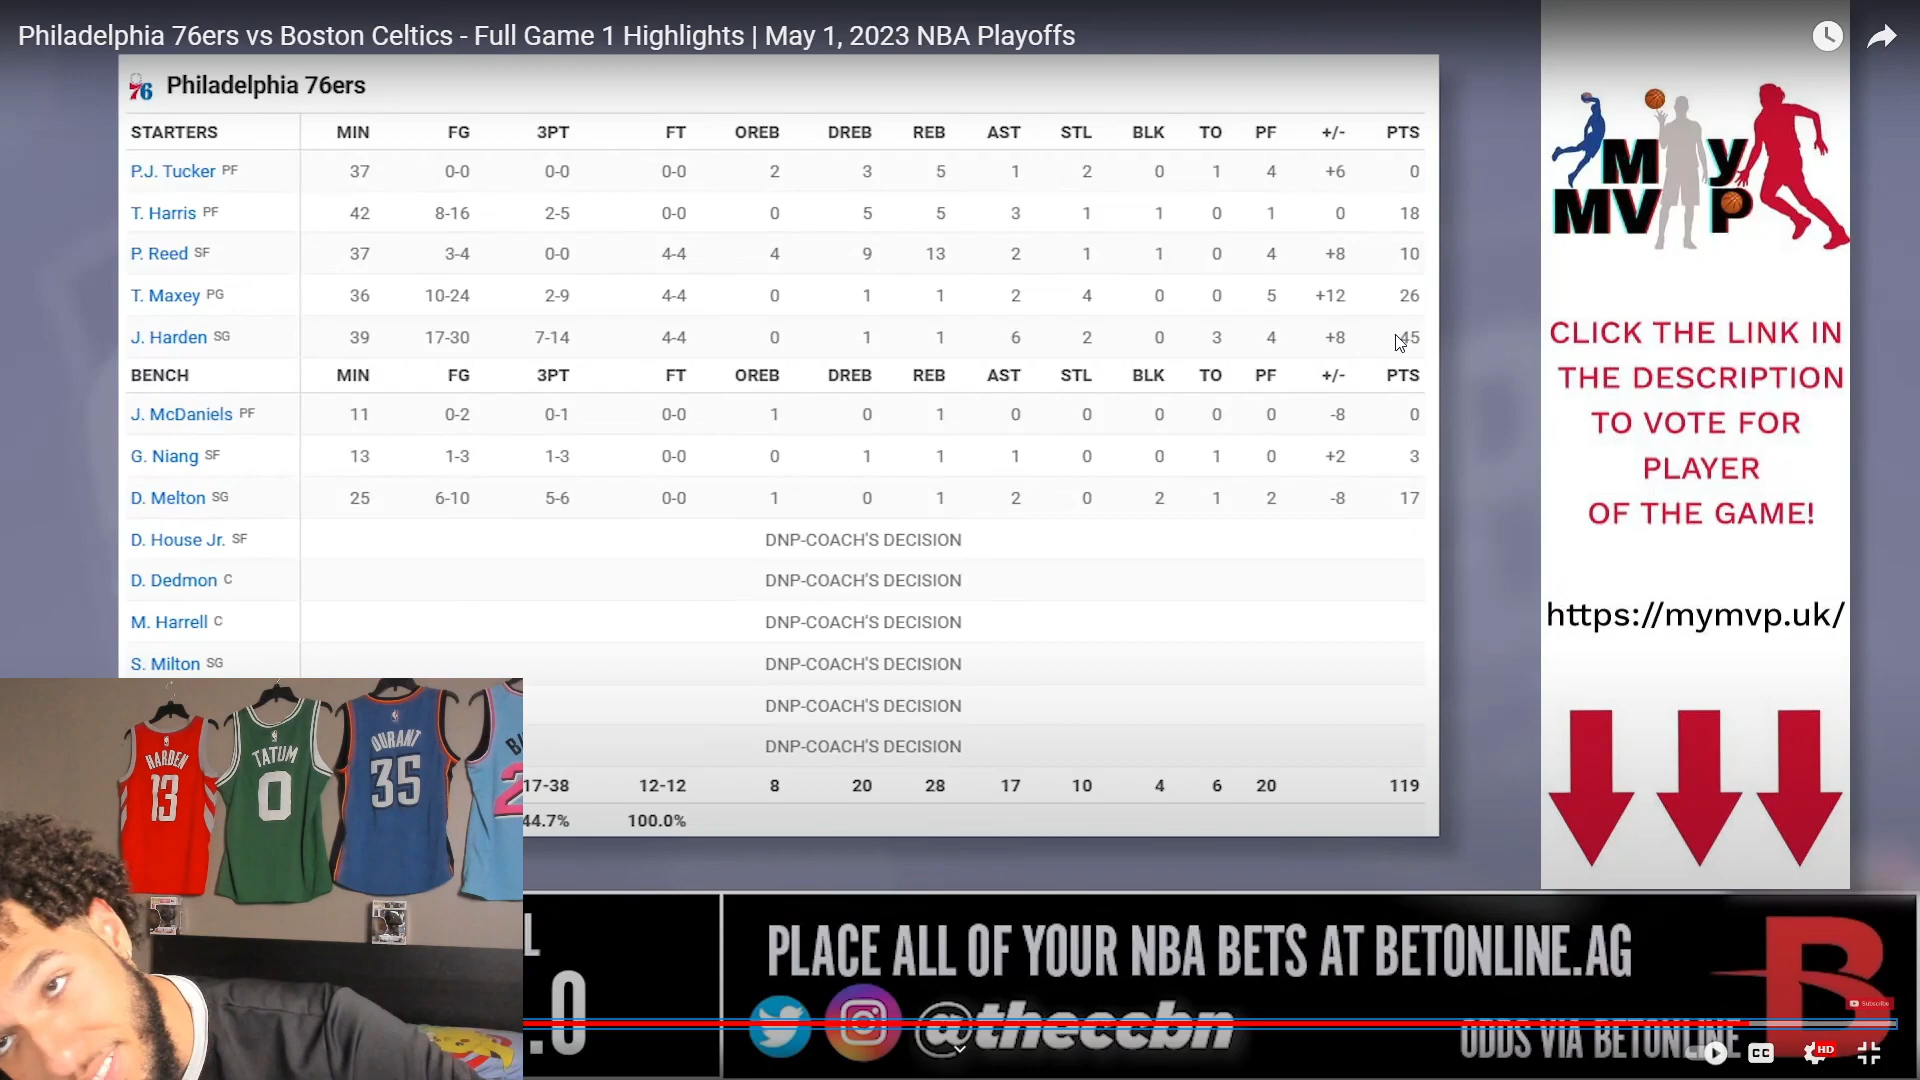 Philadelphia 76ers vs Boston Celtics - Full Game 1 Highlights | May 1, 2023 NBA Playoffs
76 Philadelphia 76ers
STARTERS MIN FG 3PT FT OREB DREB REB AST STL BLK TO PF +/- PTS
P.J. Tucker PF 37 0-0 0-0 0-0 2 3 5 1 2 0 1 4 +6 0
T. Harris PF 42 8-16 2-5 0-0 0 5 5 3 1 1 0 1 0 18
P. Reed SF 37 3-4 0-0 4-4 4 9 13 2 1 1 0 4 +8 10
T. Maxey PG 36 10-24 2-9 4-4 0 1 1 2 4 0 0 5 +12 26
J. Harden SG 39 17-30 7-14 4-4 0 1 1 6 2 0 3 4 +8 45
BENCH MIN FG 3PT FT OREB DREB REB AST STL BLK TO PF +/- PTS
J. McDaniels PF 11 0-2 0-1 0-0 1 0 1 0 0 0 0 0 -8 0
G. Niang SF 13 1-3 1-3 0-0 0 1 1 1 0 0 1 0 +2 3
D. Melton SG 25 6-10 5-6 0-0 1 0 1 2 0 2 1 2 -8 17
D. House Jr. SF DNP-COACH'S DECISION
D. Dedmon C DNP-COACH'S DECISION
M. Harrell C DNP-COACH'S DECISION
S. Milton SG DNP-COACH'S DECISION
DNP-COACH'S DECISION
DNP-COACH'S DECISION
17-38 12-12 8 20 28 17 10 4 6 20 119
44.7% 100.0%
My
MVP
CLICK THE LINK IN
THE DESCRIPTION
TO VOTE FOR
PLAYER
OF THE GAME!
https://mymvp.uk/
HARDEN
13
TATUM
0
DURANT
35
L
.0
PLACE ALL OF YOUR NBA BETS AT BETONLINE.AG
@theccbn
ODDS VIA BETONLINE
B
Subscribe
CC
HD